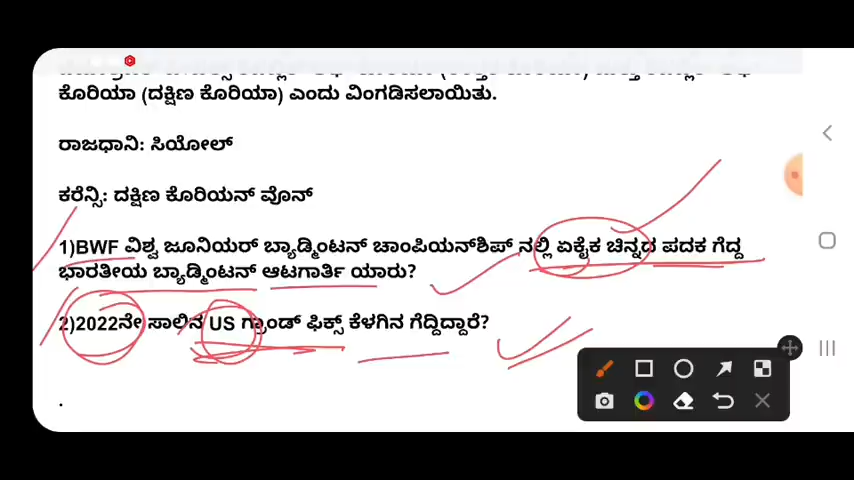 ಕೊರಿಯಾ (ದಕ್ಷಿಣ ಕೊರಿಯಾ) ಎಂದು ವಿಂಗಡಿಸಲಾಯಿತು.
ರಾಜಧಾನಿ: ಸಿಯೋಲ್
ಕರೆನ್ಸಿ: ದಕ್ಷಿಣ ಕೊರಿಯನ್ ವೊನ್
1)BWF ವಿಶ್ವ ಜೂನಿಯರ್ ಬ್ಯಾಡ್ಮಿಂಟನ್ ಚಾಂಪಿಯನ್‌ಶಿಪ್ ನಲ್ಲಿ ಏಕೈಕ ಚಿನ್ನದ ಪದಕ ಗೆದ್ದ
ಭಾರತೀಯ ಬ್ಯಾಡ್ಮಿಂಟನ್ ಆಟಗಾರ್ತಿ ಯಾರು?
2)2022ನೇ ಸಾಲಿನ US ಗ್ರಾಂಡ್ ಫಿಕ್ಸ್ ಕೆಳಗಿನ ಗೆದ್ದಿದ್ದಾರೆ?
.